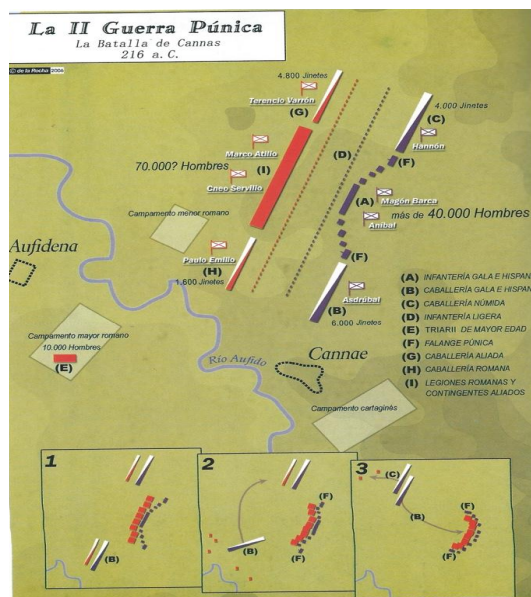 La II Guerra Púnica
La Batalla de Cannas
216 a.C.
© de la Rocha 2006
4.800 Jinetes
Terencio Varrón
(G)
4.000 Jinetes
(C)
Hannón
Marco Atilio
(D)
(F)
(I)
70.000? Hombres
Cneo Servilio
(A)
Magón Barca
más de 40.000 Hombres
Aníbal
Campamento menor romano
Aufidena
Paulo Emilio
(H)
1.600 Jinetes
(F)
Asdrúbal
(B)
6.000 Jinetes
(A) INFANTERÍA GALA E HISPAN
(B) CABALLERÍA GALA E HISPAN
(C) CABALLERÍA NÚMIDA
(D) INFANTERÍA LIGERA
(E) TRIARII DE MAYOR EDAD
(F) FALANGE PÚNICA
(G) CABALLERÍA ALIADA
(H) CABALLERÍA ROMANA
(I) LEGIONES ROMANAS Y
CONTINGENTES ALIADOS
Campamento mayor romano
10.000 Hombres
(E)
Río Aufido
Cannae
Campamento cartaginés
1
(B)
2
(B)
(F)
(F)
3
(C)
(B)
(F)
(F)